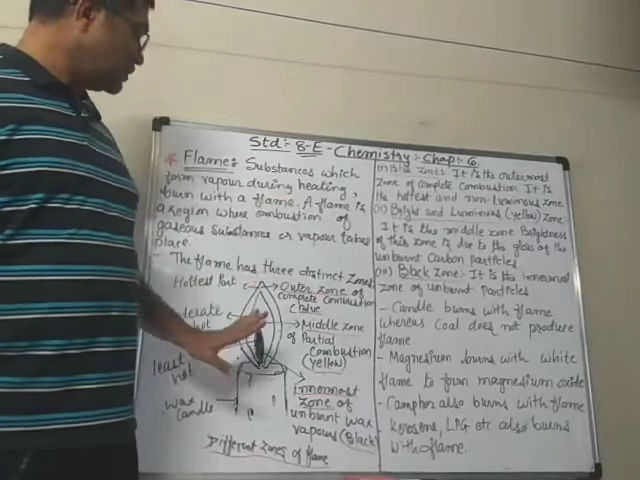 Std:- 8-E - Chemistry:- Chap:- 6
* Flame:- Substances which
form vapour during heating,
burn with a flame. A flame is
a region where combustion of
gaseous substances or vapour takes
place.
- The flame has three distinct zones
Hottest Part
Outer zone of
complete combustion
(blue
hot
Middle zone
of Partial
Combustion
(yellow)
least
hot
Innermost
zone of
unburnt wax
vapours (Black)
wax
candle
Different zones of flame
zone:- It is the outermost
zone of complete combustion. It is
the hottest and non-luminous zone.
(ii) Bright and Luminous (yellow) zone:
It is the middle zone Brightness
of this zone is due to the glow of the
unburnt Carbon Particles.
(iii) Black zone:- It is the innermost
zone of unburnt Particles
- Candle burns with flame
whereas Coal does not produce
flame.
- Magnesium burns with white
flame to form magnesium oxide
- Camphor also burns with flame
- Kerosene, LPG etc also burns
with flame.